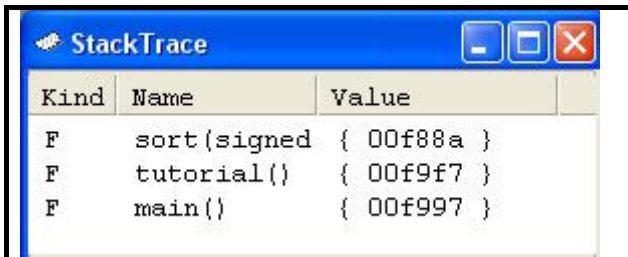 StackTrace
Kind Name Value
F sort(signed { 00f88a }
F tutorial() { 00f9f7 }
F main() { 00f997 }